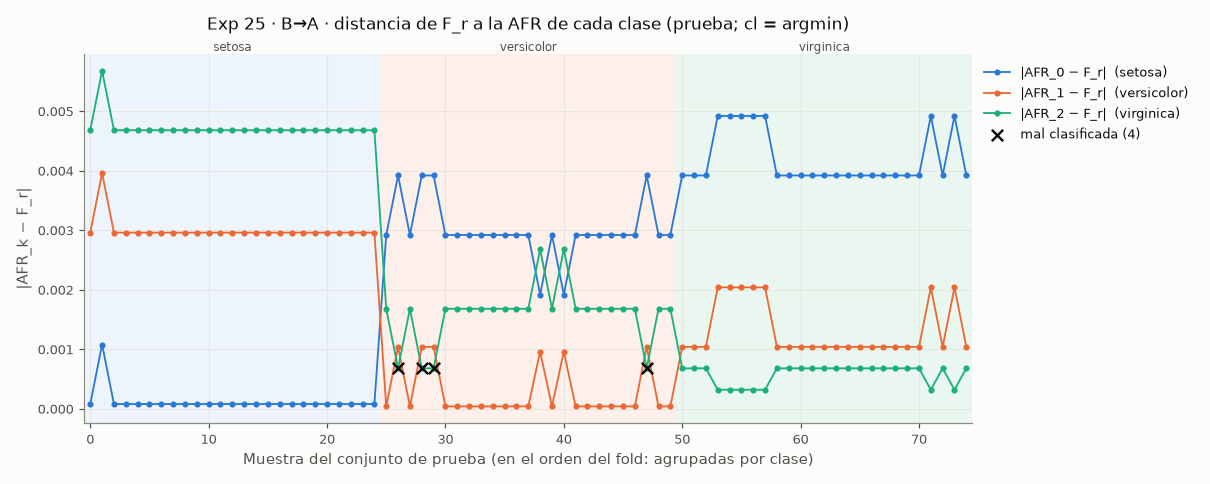 Exp 25 · B→A · distancia de F_r a la AFR de cada clase (prueba; cl = argmin)
setosa
versicolor
virginica
|AFR_0 − F_r| (setosa)
|AFR_1 − F_r| (versicolor)
|AFR_2 − F_r| (virginica)
mal clasificada (4)
|AFR_k − F_r|
0.005
0.004
0.003
0.002
0.001
0.000
0 10 20 30 40 50 60 70
Muestra del conjunto de prueba (en el orden del fold: agrupadas por clase)